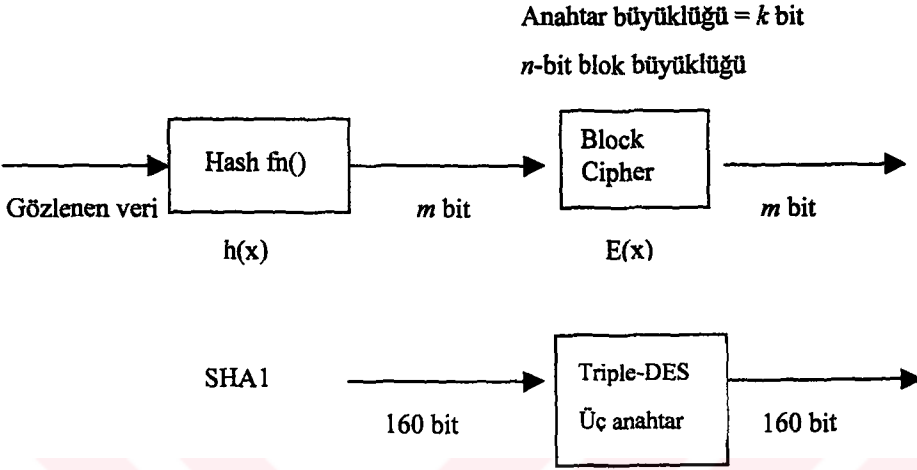 Anahtar büyüklüğü = k bit
n-bit blok büyüklüğü
Hash fn()
Block
Cipher
Gözlenen veri
m bit
m bit
h(x)
E(x)
SHA1
Triple-DES
Üç anahtar
160 bit
160 bit